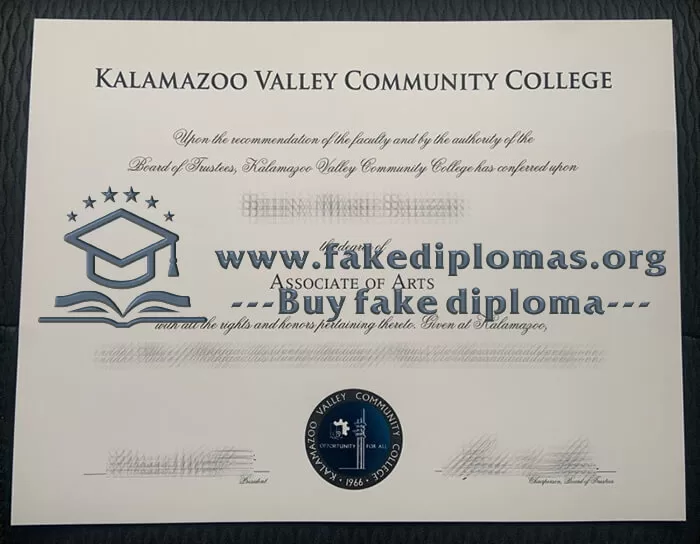 KALAMAZOO VALLEY COMMUNITY COLLEGE
Upon the recommendation of the faculty and by the authority of the
Board of Trustees, Kalamazoo Valley Community College has conferred upon
the degree of
www.fakediplomas.org
ASSOCIATE OF ARTS
---Buy fake diploma---
with all the rights and honors pertaining thereto. Given at Kalamazoo,
KALAMAZOO VALLEY COMMUNITY COLLEGE
OPPORTUNITY FOR ALL
• 1966 •
President
Chairperson, Board of Trustees